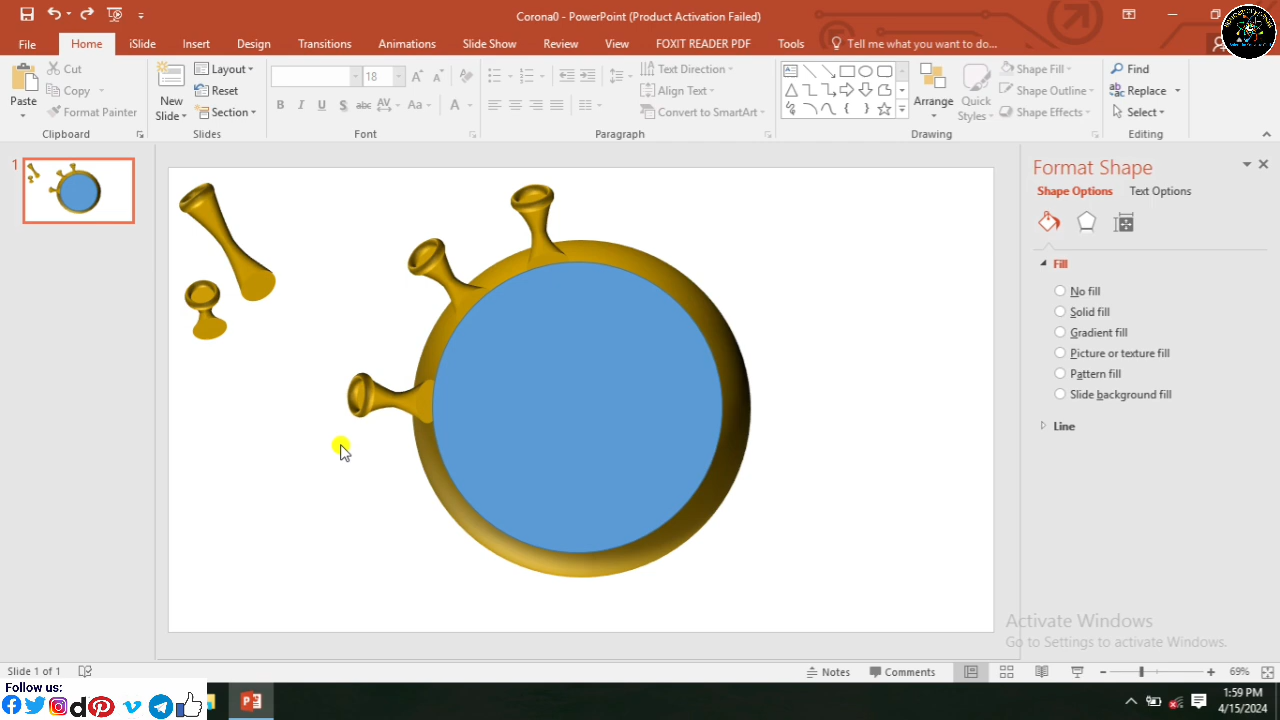 Corona0 - PowerPoint (Product Activation Failed)
File Home iSlide Insert Design Transitions Animations Slide Show Review View FOXIT READER PDF Tools Tell me what you want to do...
Paste
Cut
Copy
Format Painter
Clipboard
New Slide
Layout
Reset
Section
Slides
18
B I U S abc AV Aa A
Font
Text Direction
Align Text
Convert to SmartArt
Paragraph
Arrange
Quick Styles
Shape Fill
Shape Outline
Shape Effects
Drawing
Find
Replace
Select
Editing
1
Format Shape
Shape Options Text Options
Fill
No fill
Solid fill
Gradient fill
Picture or texture fill
Pattern fill
Slide background fill
Line
Activate Windows
Go to Settings to activate Windows.
Slide 1 of 1
Notes Comments 69%
Follow us:
1:59 PM
4/15/2024